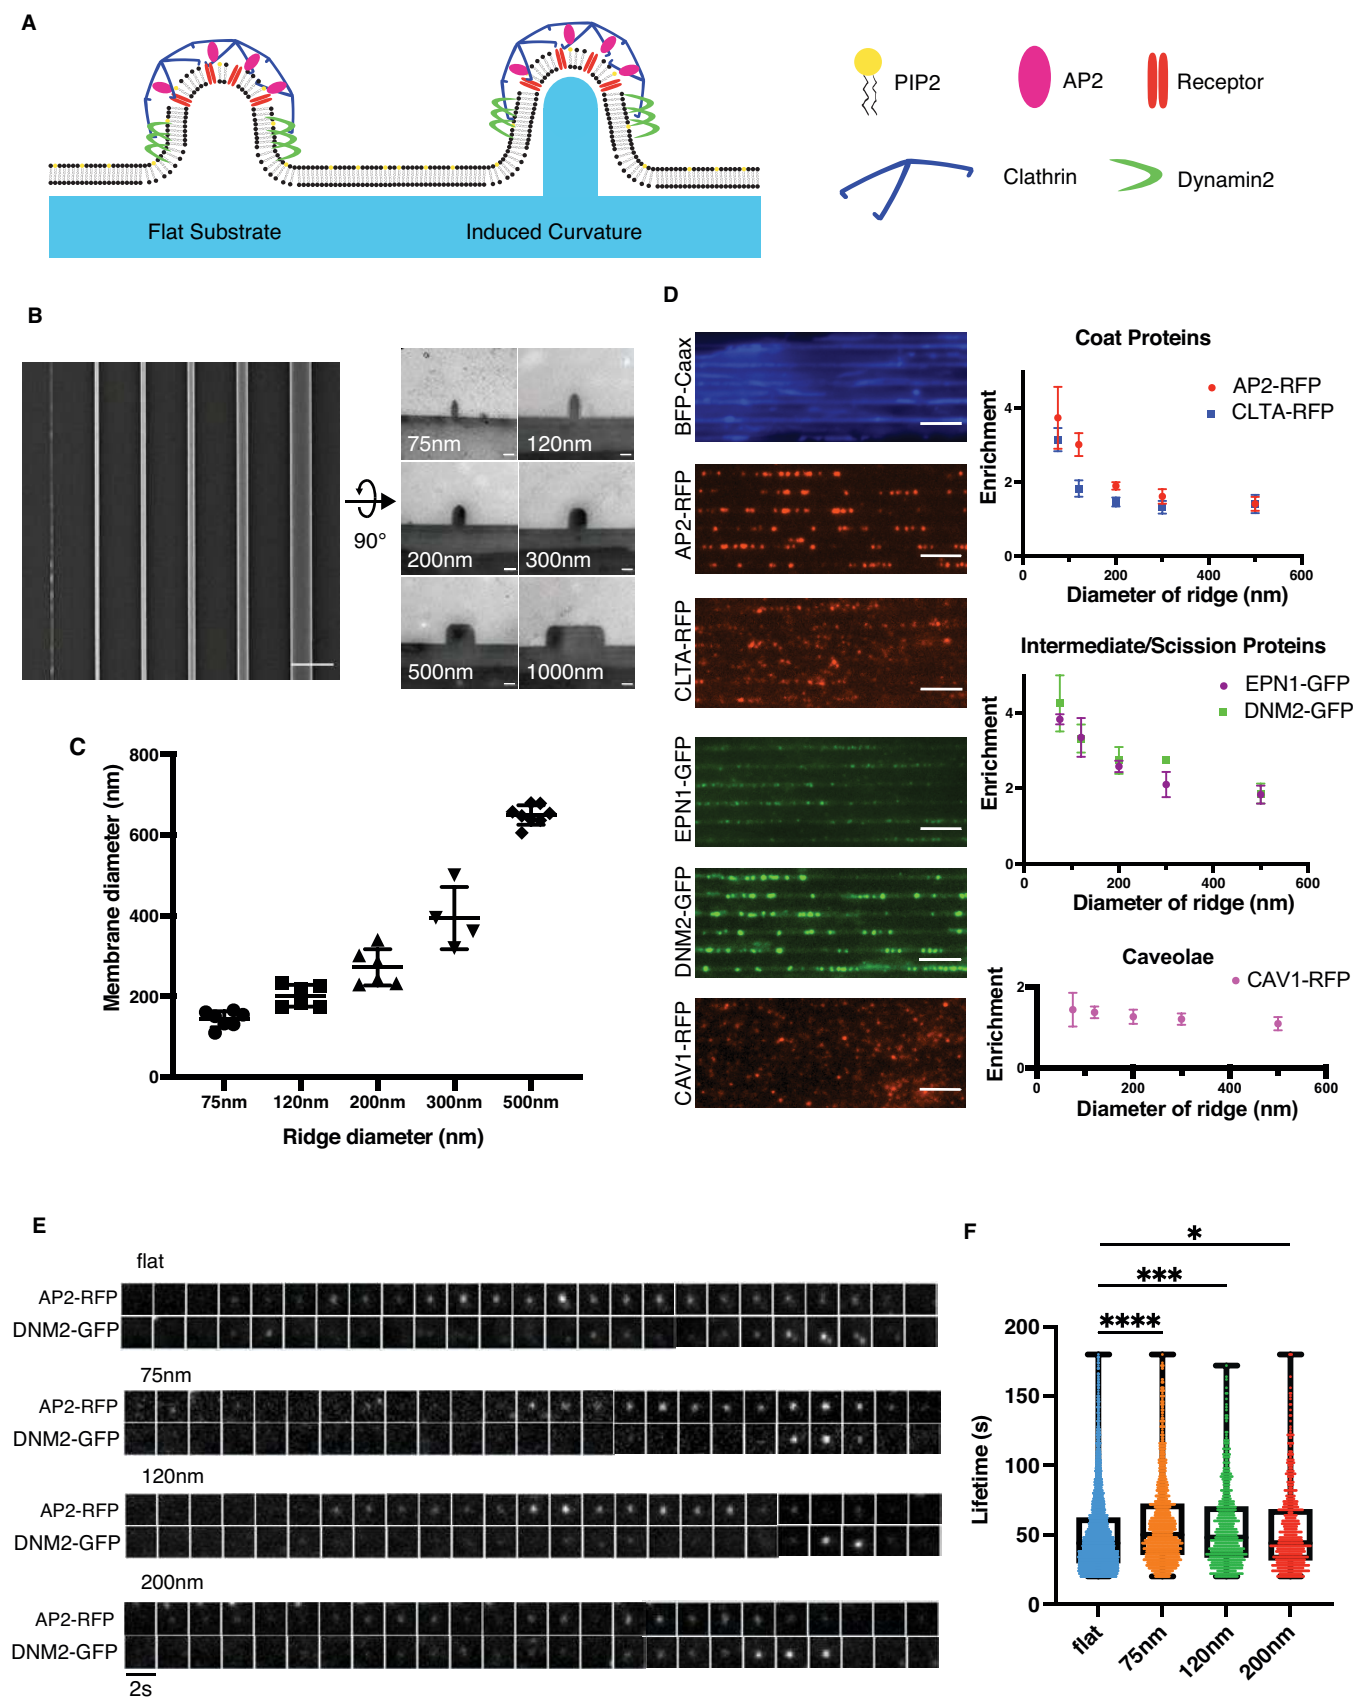 A
PIP2
AP2
Receptor
Clathrin
Dynamin2
Flat Substrate
Induced Curvature
B
90°
75nm
120nm
200nm
300nm
500nm
1000nm
C
Membrane diameter (nm)
800
600
400
200
0
75nm 120nm 200nm 300nm 500nm
Ridge diameter (nm)
D
BFP-Caax
AP2-RFP
CLTA-RFP
EPN1-GFP
DNM2-GFP
CAV1-RFP
Coat Proteins
AP2-RFP
CLTA-RFP
Enrichment
4
2
0
0 200 400 600
Diameter of ridge (nm)
Intermediate/Scission Proteins
EPN1-GFP
DNM2-GFP
Enrichment
4
2
0
0 200 400 600
Diameter of ridge (nm)
Caveolae
CAV1-RFP
Enrichment
2
0
0 200 400 600
Diameter of ridge (nm)
E
flat
AP2-RFP
DNM2-GFP
75nm
AP2-RFP
DNM2-GFP
120nm
AP2-RFP
DNM2-GFP
200nm
AP2-RFP
DNM2-GFP
2s
F
*
***
****
Lifetime (s)
200
150
100
50
0
flat 75nm 120nm 200nm